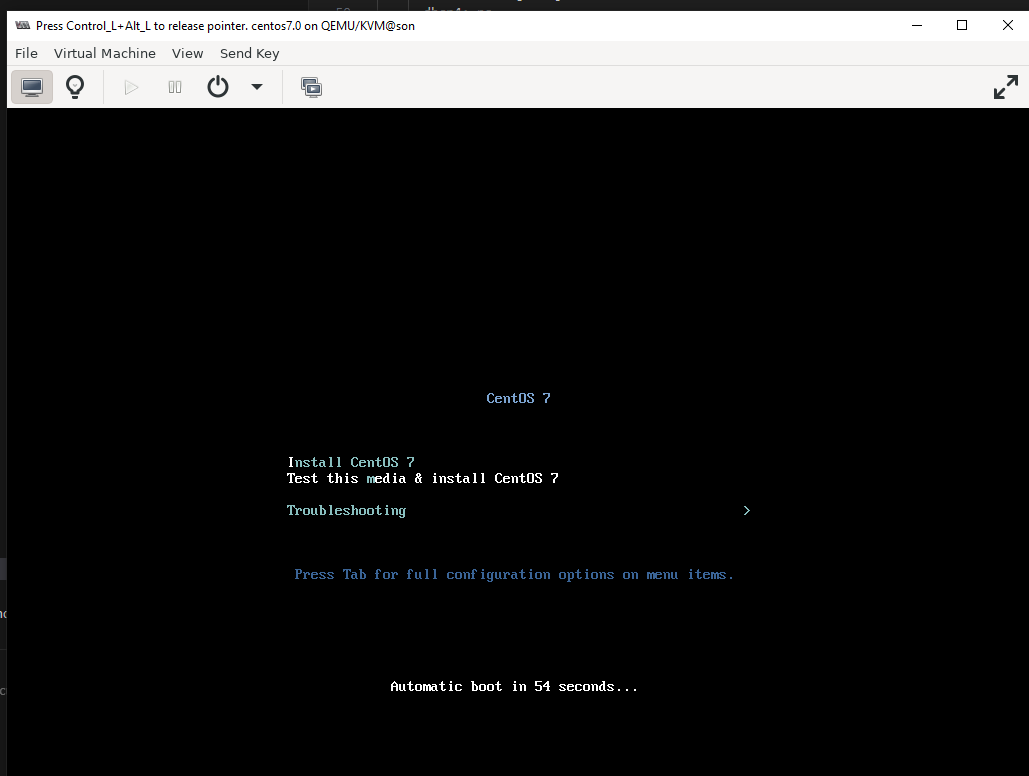 Press Control_L+Alt_L to release pointer. centos7.0 on QEMU/KVM@son
File Virtual Machine View Send Key
CentOS 7
Install CentOS 7
Test this media & install CentOS 7
Troubleshooting >
Press Tab for full configuration options on menu items.
Automatic boot in 54 seconds...